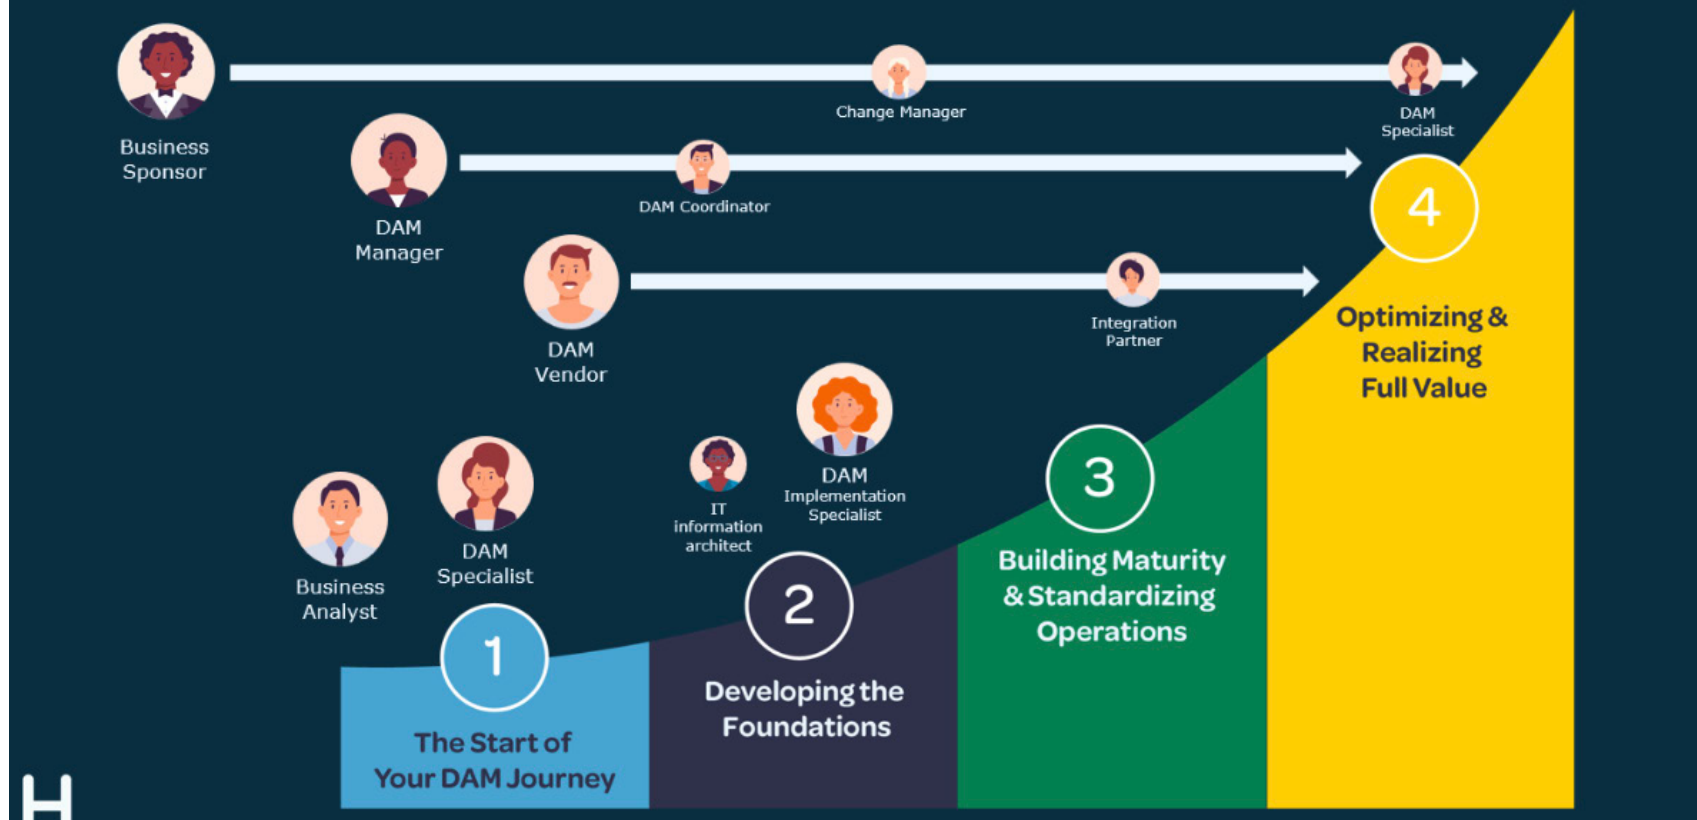 Business
Sponsor
Change Manager
DAM
Specialist
DAM
Manager
DAM Coordinator
DAM
Vendor
Integration
Partner
Business
Analyst
DAM
Specialist
IT
information
architect
DAM
Implementation
Specialist
1
The Start of
Your DAM Journey
2
Developing the
Foundations
3
Building Maturity
& Standardizing
Operations
4
Optimizing &
Realizing
Full Value
H